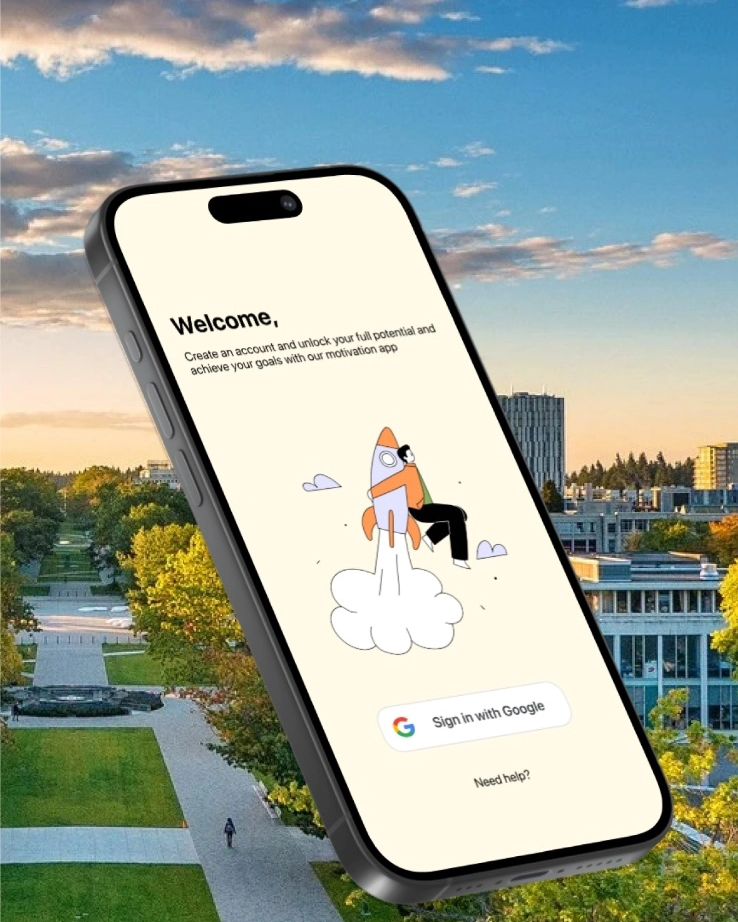 Welcome,
Create an account and unlock your full potential and
achieve your goals with our motivation app
Sign in with Google
Need help?